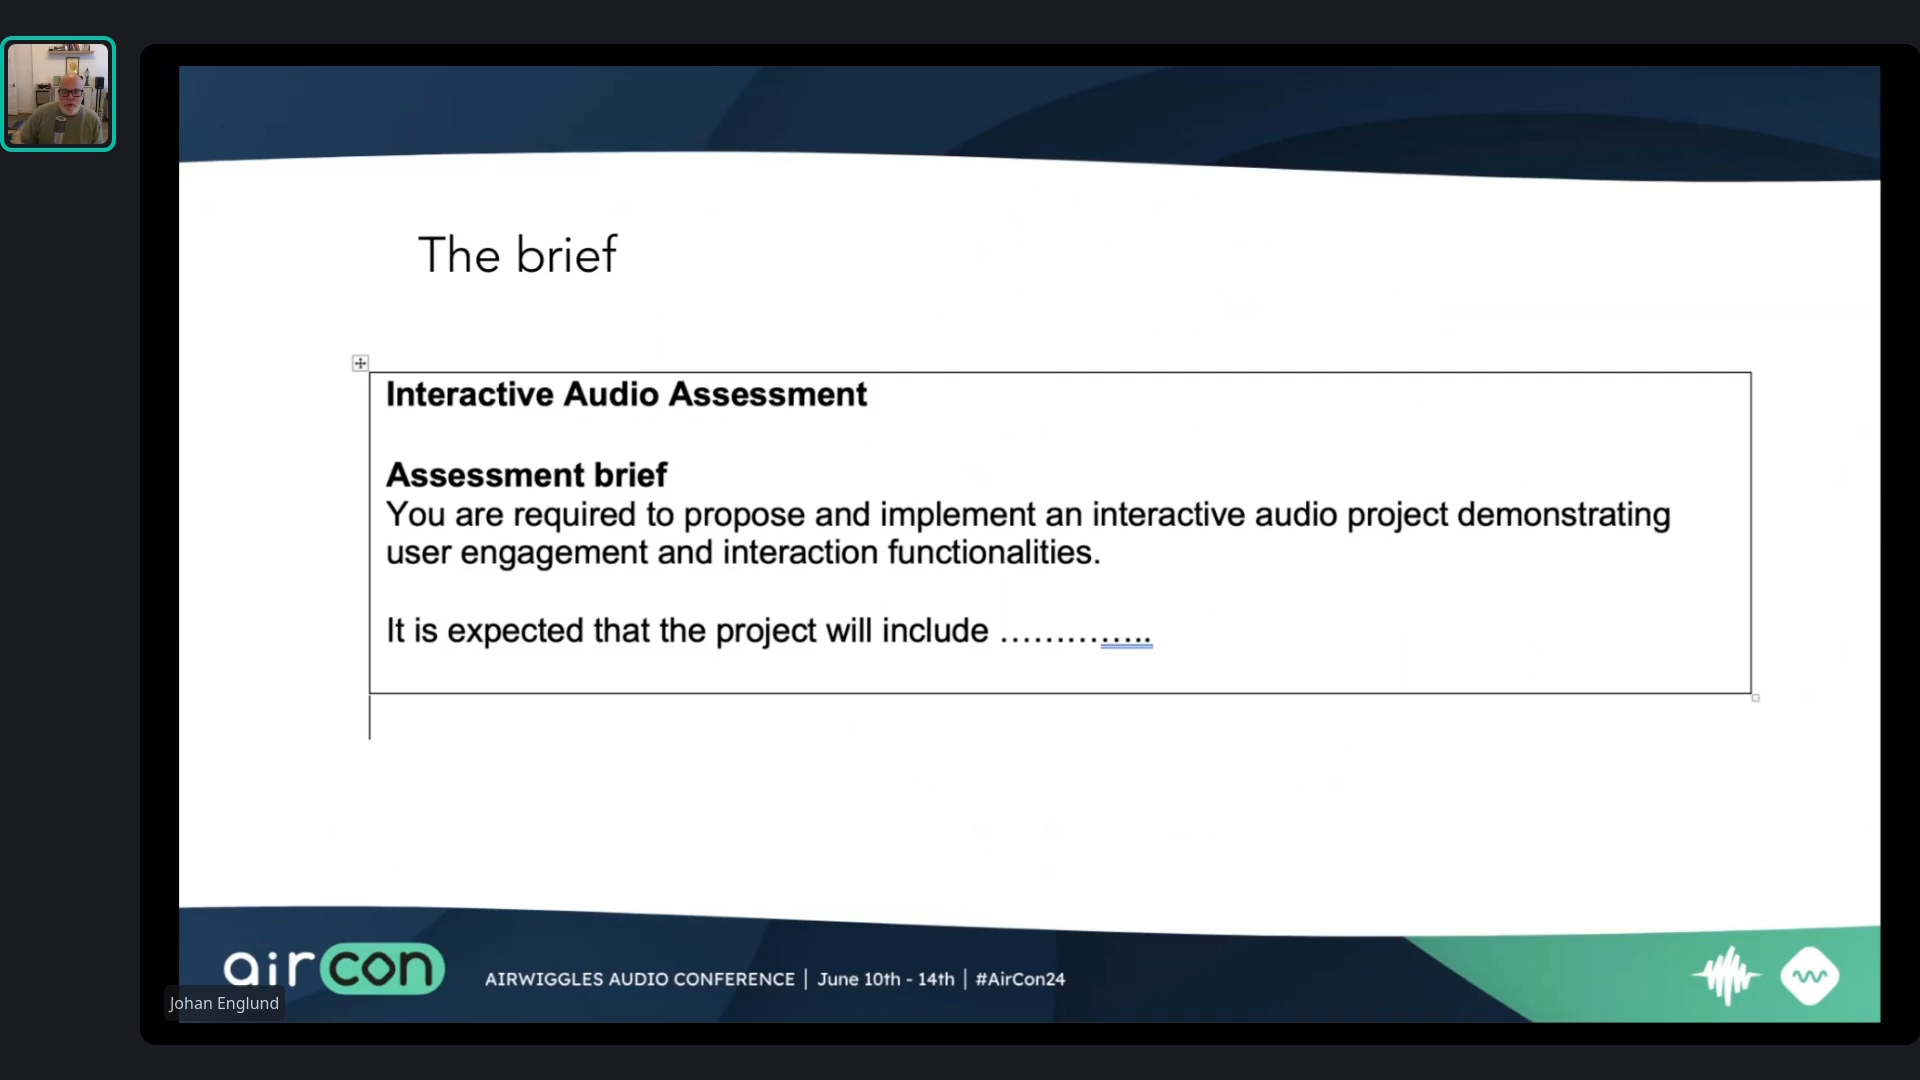 The brief
Interactive Audio Assessment
Assessment brief
You are required to propose and implement an interactive audio project demonstrating
user engagement and interaction functionalities.
It is expected that the project will include …………..
aircon
AIRWIGGLES AUDIO CONFERENCE | June 10th - 14th | #AirCon24
Johan Englund